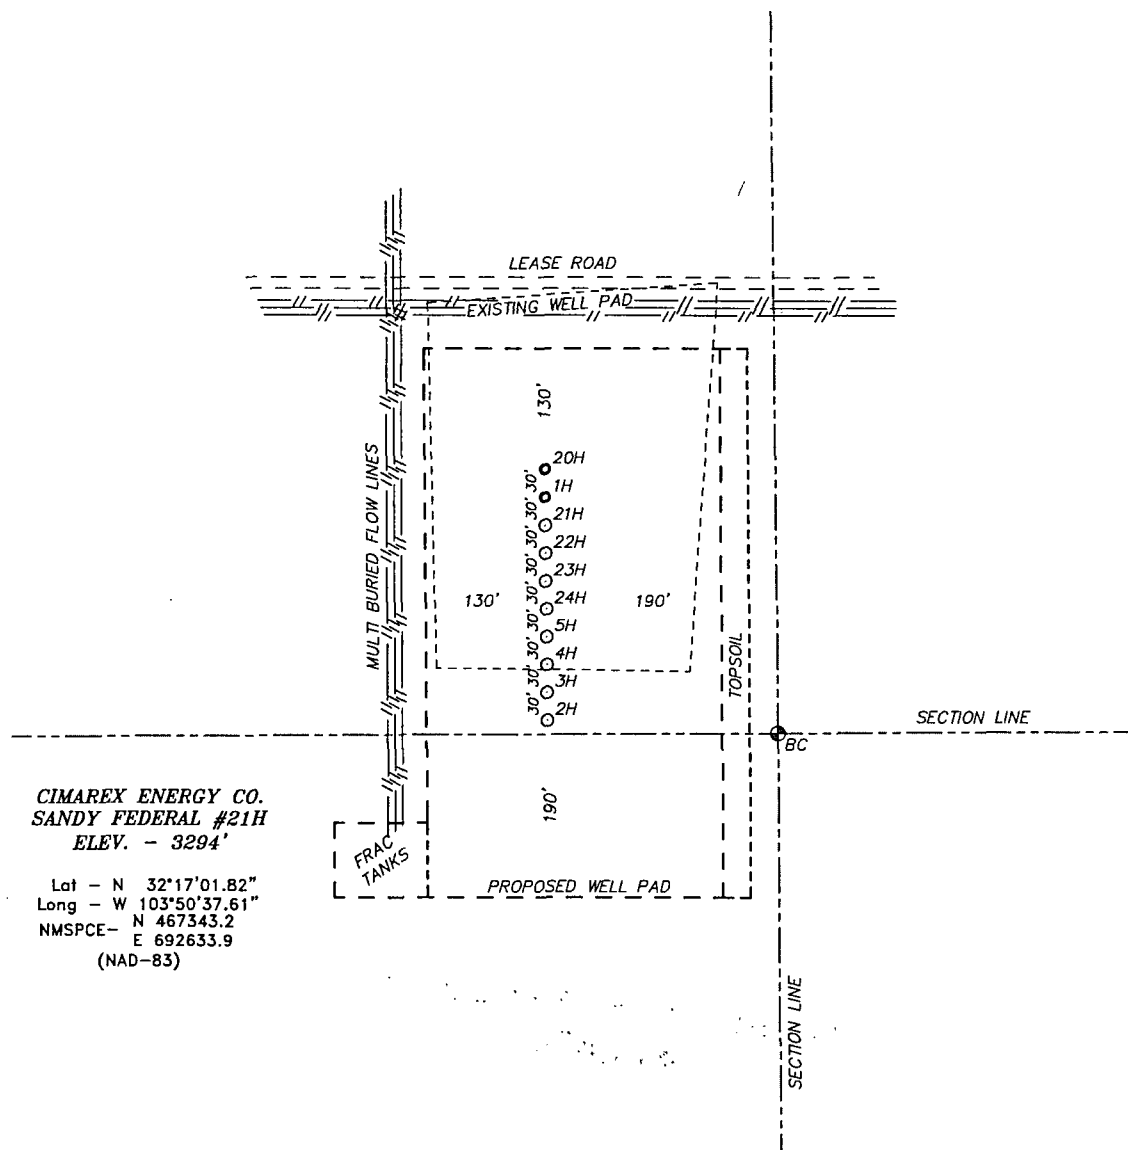 LEASE ROAD
EXISTING WELL PAD
130'
MULTI BURIED FLOW LINES
20H
30'
1H
30'
21H
30'
22H
30'
23H
30'
24H
30'
5H
30'
4H
30'
3H
30'
2H
130'
190'
TOPSOIL
SECTION LINE
BC
190'
CIMAREX ENERGY CO.
SANDY FEDERAL #21H
ELEV. - 3294'
FRAC
TANKS
PROPOSED WELL PAD
Lat - N 32°17'01.82"
Long - W 103°50'37.61"
NMSPCE- N 467343.2
E 692633.9
(NAD-83)
SECTION LINE